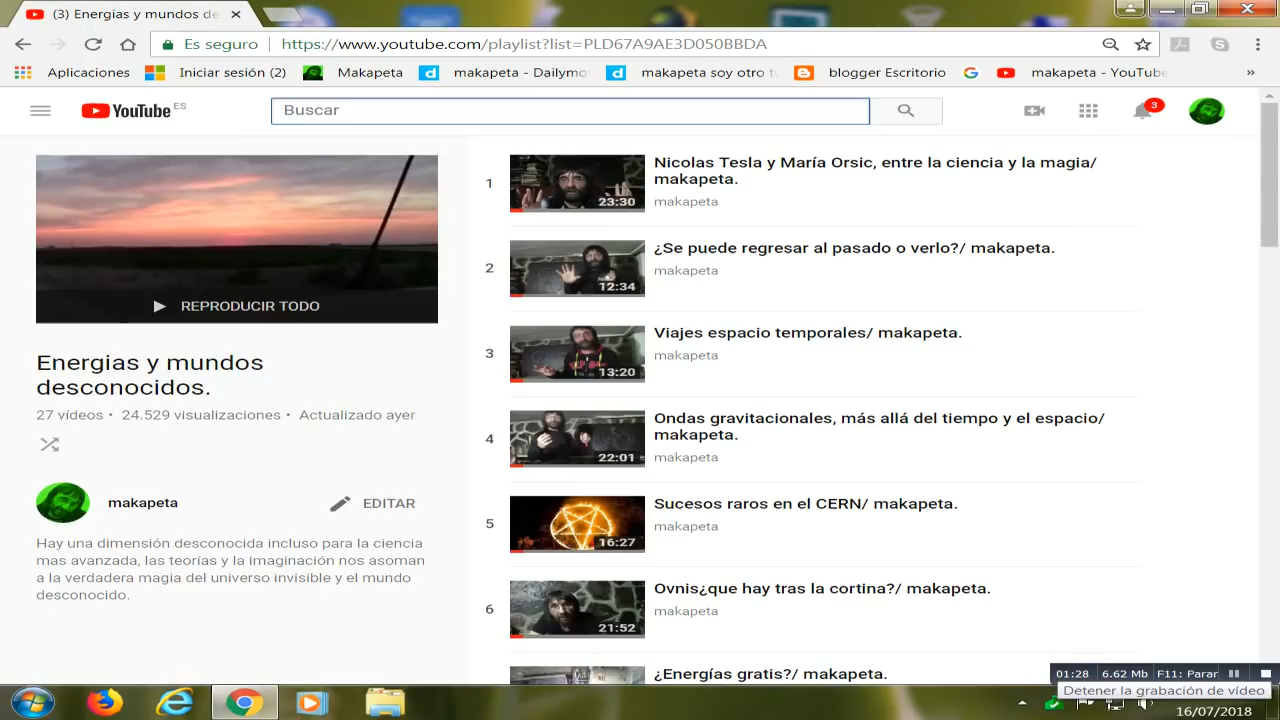 (3) Energias y mundos de
Es seguro https://www.youtube.com/playlist?list=PLD67A9AE3D050BBDA
Aplicaciones Iniciar sesión (2) Makapeta makapeta - Dailymo makapeta soy otro blogger Escritorio makapeta - YouTube »
YouTube ES
Buscar
3
REPRODUCIR TODO
Energias y mundos
desconocidos.
27 vídeos • 24.529 visualizaciones • Actualizado ayer
makapeta
EDITAR
Hay una dimensión desconocida incluso para la ciencia
mas avanzada, las teorías y la imaginación nos asoman
a la verdadera magia del universo invisible y el mundo
desconocido.
1
23:30
Nicolas Tesla y María Orsic, entre la ciencia y la magia/
makapeta.
makapeta
2
12:34
¿Se puede regresar al pasado o verlo?/ makapeta.
makapeta
3
13:20
Viajes espacio temporales/ makapeta.
makapeta
4
22:01
Ondas gravitacionales, más allá del tiempo y el espacio/
makapeta.
makapeta
5
16:27
Sucesos raros en el CERN/ makapeta.
makapeta
6
21:52
Ovnis¿que hay tras la cortina?/ makapeta.
makapeta
¿Energías gratis?/ makapeta.
01:28 6.62 Mb F11: Parar
Detener la grabación de vídeo
16/07/2018